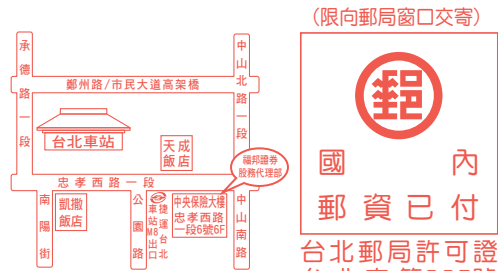 承德路一段
鄭州路/市民大道高架橋
中山北路一段
台北車站
天成
飯店
福邦證券
股務代理部
忠孝西路一段
南陽街
凱撒
飯店
公園路
捷運台北
車站M8出口
中央保險大樓
忠孝西路
一段6號6F
中山南路
(限向郵局窗口交寄)
郵
國 內
郵資已付
台北郵局許可證